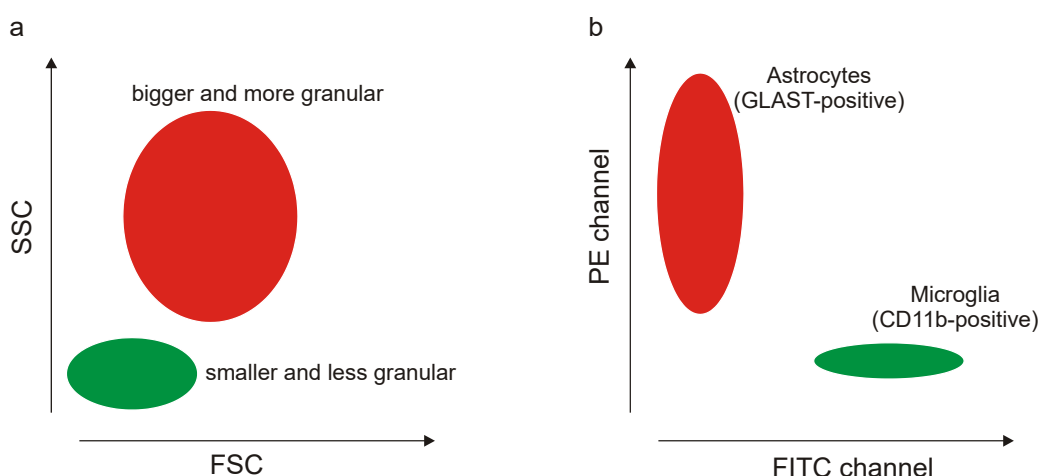 a
SSC
bigger and more granular
smaller and less granular
FSC
b
PE channel
Astrocytes
(GLAST-positive)
Microglia
(CD11b-positive)
FITC channel